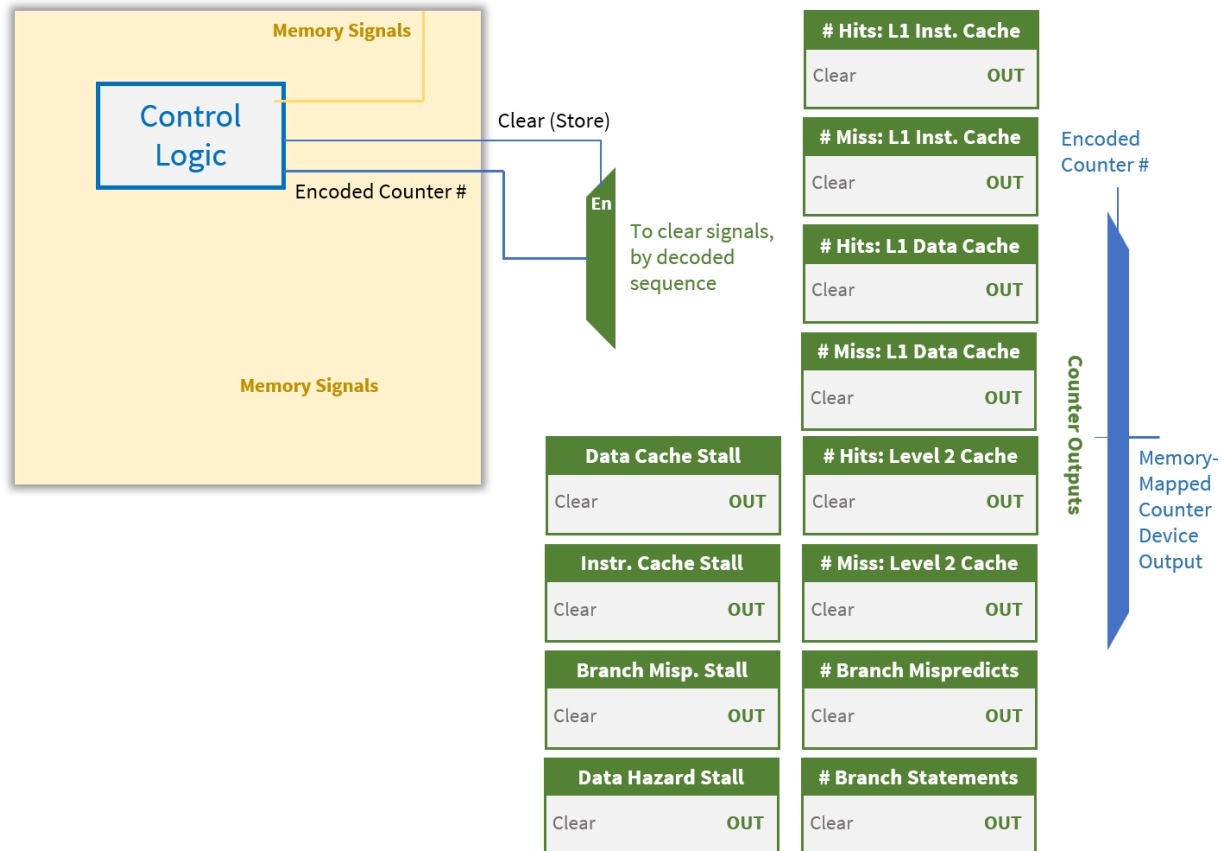 Memory Signals
Control
Logic
Clear (Store)
Encoded Counter #
En
To clear signals,
by decoded
sequence
Memory Signals
# Hits: L1 Inst. Cache
Clear OUT
# Miss: L1 Inst. Cache
Clear OUT
# Hits: L1 Data Cache
Clear OUT
# Miss: L1 Data Cache
Clear OUT
Data Cache Stall
Clear OUT
# Hits: Level 2 Cache
Clear OUT
Instr. Cache Stall
Clear OUT
# Miss: Level 2 Cache
Clear OUT
Branch Misp. Stall
Clear OUT
# Branch Mispredicts
Clear OUT
Data Hazard Stall
Clear OUT
# Branch Statements
Clear OUT
Counter Outputs
Encoded
Counter #
Memory-
Mapped
Counter
Device
Output